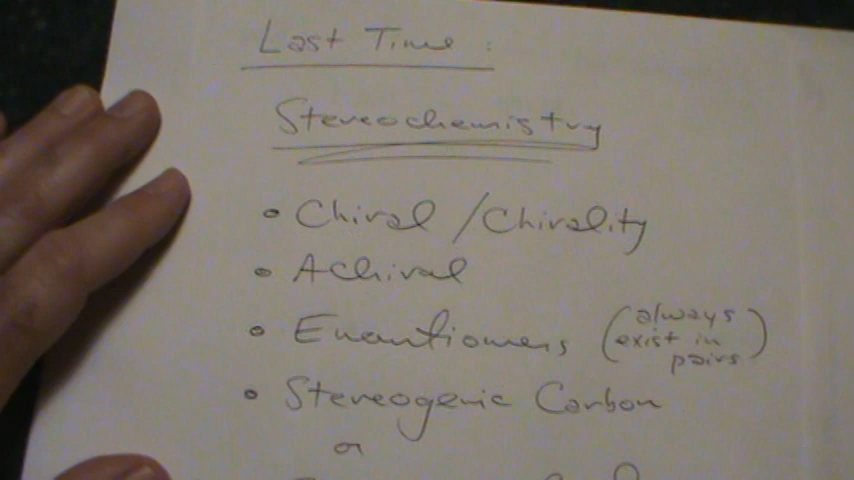 Last Time :
Stereochemistry
• Chiral / Chirality
• Achiral
• Enantiomers (always exist in pairs)
• Stereogenic Carbon
or